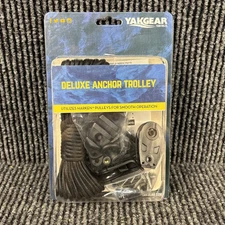 YAKGEAR
DELUXE ANCHOR TROLLEY
UTILIZES HARKEN® PULLEYS FOR SMOOTH OPERATION